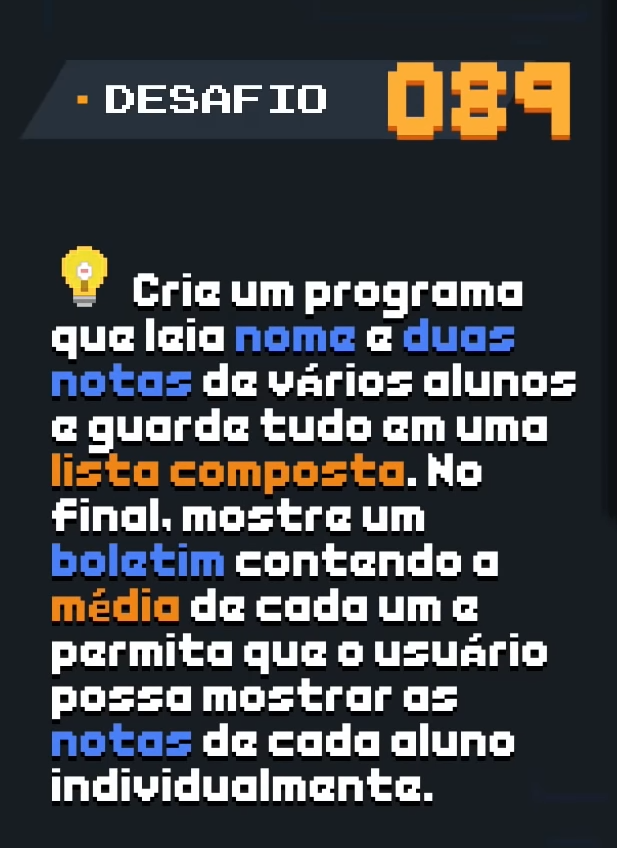 DESAFIO 089
Crie um programa
que leia nome e duas
notas de vários alunos
e guarde tudo em uma
lista composta. No
final, mostre um
boletim contendo a
média de cada um e
permita que o usuário
possa mostrar as
notas de cada aluno
individualmente.